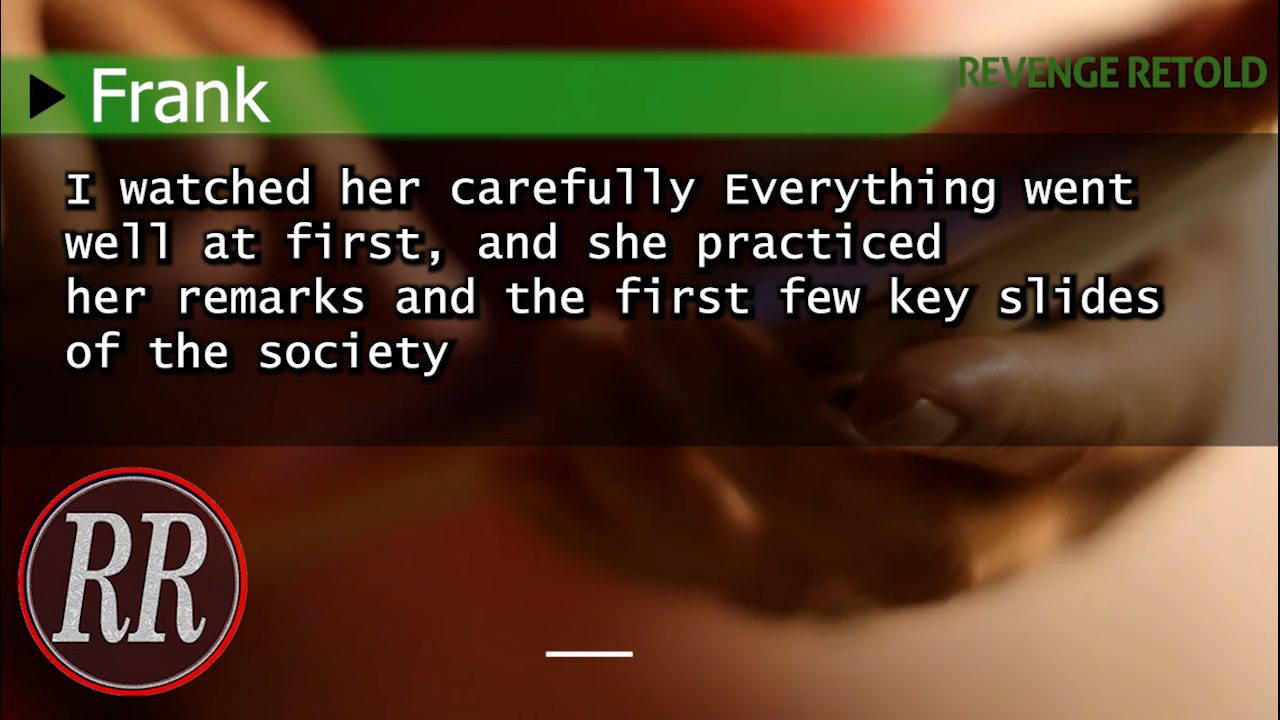 Frank
REVENGE RETOLD
I watched her carefully Everything went
well at first, and she practiced
her remarks and the first few key slides
of the society
RR